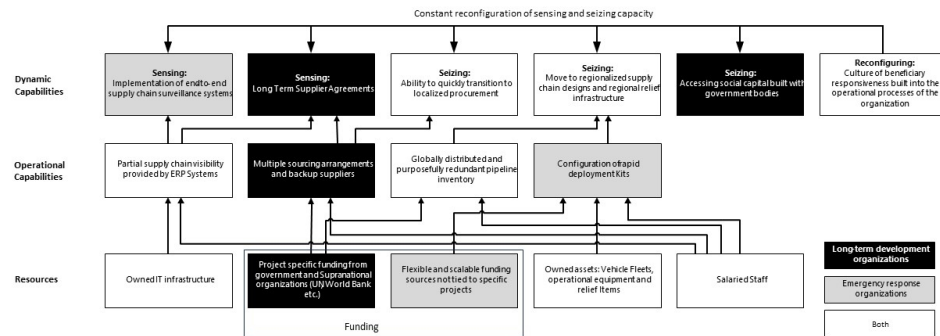 Constant reconfiguration of sensing and seizing capacity
Dynamic
Capabilities
Sensing:
Implementation of endto-end
supply chain surveillance systems
Sensing:
Long Term Supplier Agreements
Seizing:
Ability to quickly transition to
localized procurement
Seizing:
Move to regionalized supply
chain designs and regional relief
infrastructure
Seizing:
Accessing social capital built with
government bodies
Reconfiguring:
Culture of beneficiary
responsiveness built into the
operational processes of the
organization
Operational
Capabilities
Partial supply chain visibility
provided by ERP Systems
Multiple sourcing arrangements
and backup suppliers
Globally distributed and
purposefully redundant pipeline
inventory
Configuration of rapid
deployment Kits
Resources
Owned IT infrastructure
Project specific funding from
government and Supranational
organizations (UN, World Bank
etc.)
Flexible and scalable funding
sources not tied to specific
projects
Owned assets: Vehicle Fleets,
operational equipment and
relief Items
Salaried Staff
Funding
Long-term development
organizations
Emergency response
organizations
Both